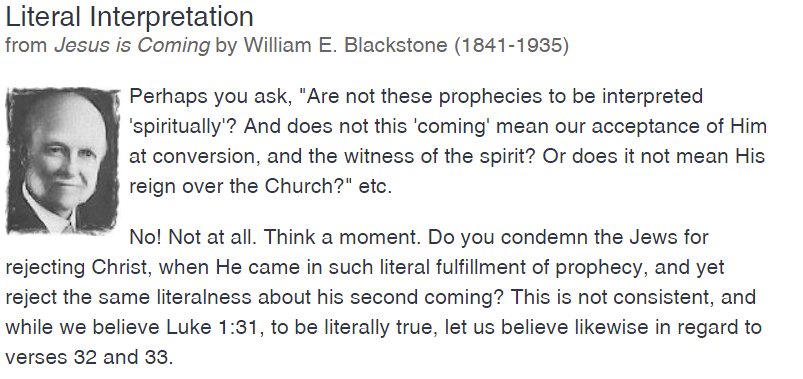 Literal Interpretation
from Jesus is Coming by William E. Blackstone (1841-1935)
Perhaps you ask, "Are not these prophecies to be interpreted
'spiritually'? And does not this 'coming' mean our acceptance of Him
at conversion, and the witness of the spirit? Or does it not mean His
reign over the Church?" etc.
No! Not at all. Think a moment. Do you condemn the Jews for
rejecting Christ, when He came in such literal fulfillment of prophecy, and yet
reject the same literalness about his second coming? This is not consistent, and
while we believe Luke 1:31, to be literally true, let us believe likewise in regard to
verses 32 and 33.